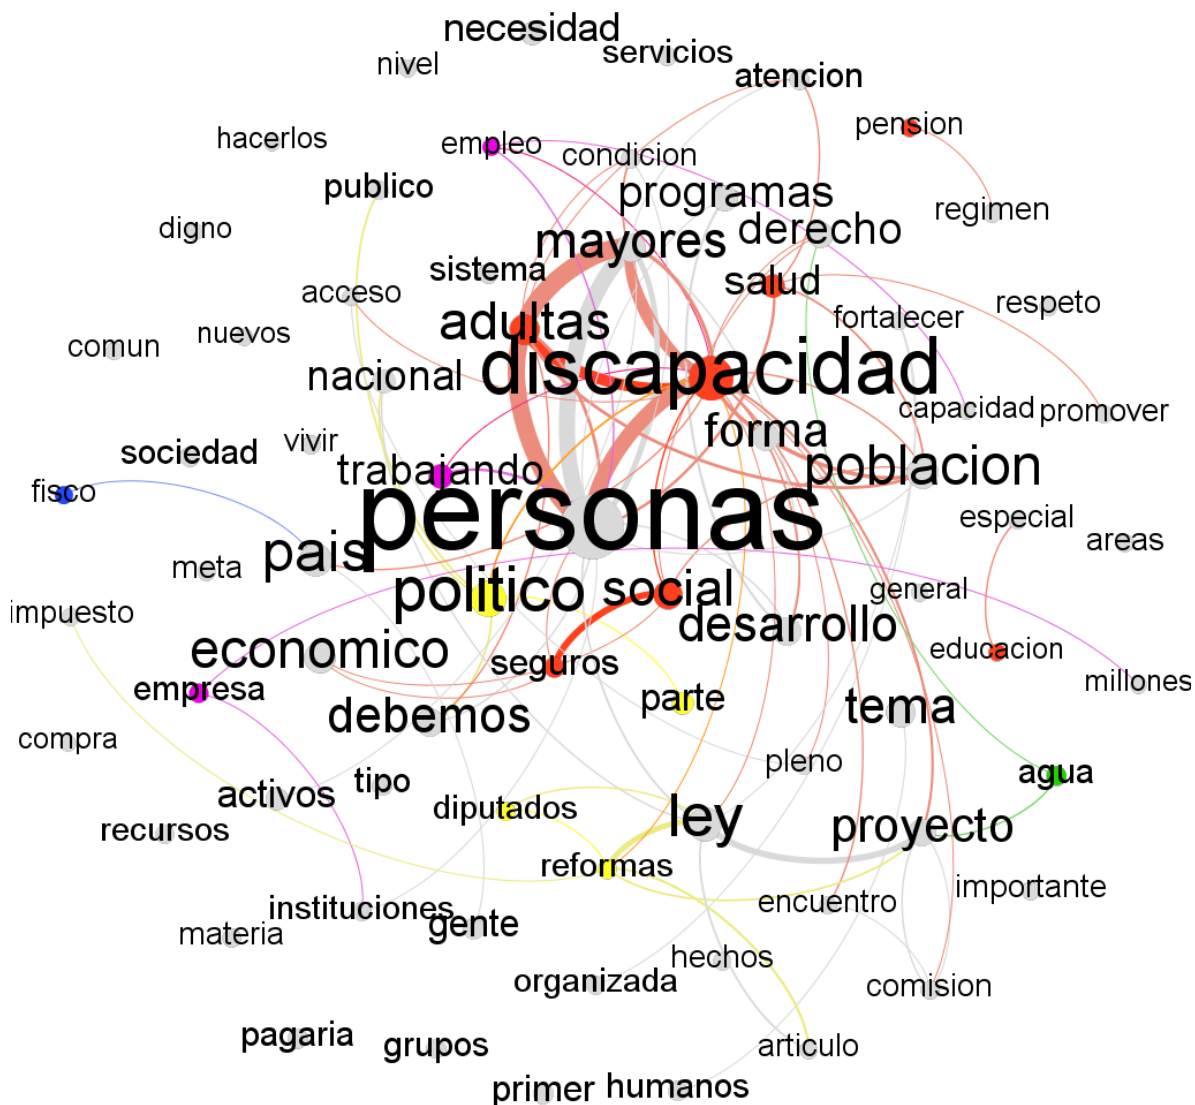 necesidad
servicios
nivel
atencion
pension
hacerlos
empleo
condicion
publico
programas
regimen
digno
mayores
derecho
sistema
salud
acceso
respeto
nuevos
adultas
fortalecer
comun
nacional
discapacidad
capacidad
promover
sociedad
vivir
forma
trabajando
poblacion
fisco
personas
especial
areas
pais
meta
politico
social
general
impuesto
desarrollo
economico
seguros
educacion
empresa
parte
millones
debemos
tema
compra
pleno
agua
tipo
activos
diputados
ley
recursos
proyecto
reformas
importante
instituciones
gente
encuentro
materia
hechos
organizada
comision
pagaria
grupos
articulo
primer
humanos